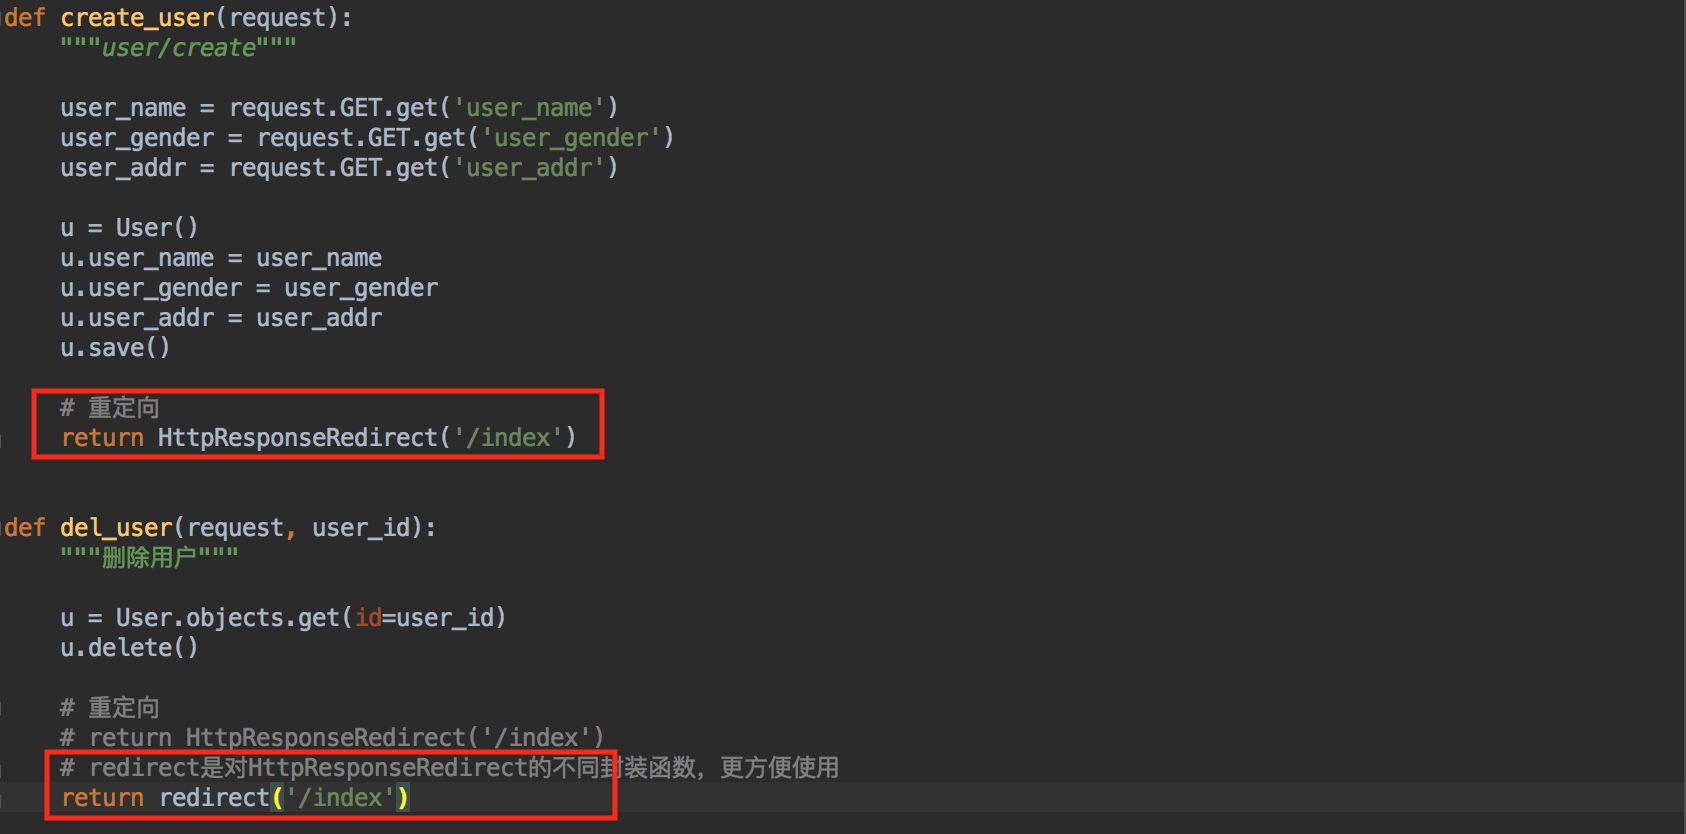 def create_user(request):
"""user/create"""
user_name = request.GET.get('user_name')
user_gender = request.GET.get('user_gender')
user_addr = request.GET.get('user_addr')
u = User()
u.user_name = user_name
u.user_gender = user_gender
u.user_addr = user_addr
u.save()
# 重定向
return HttpResponseRedirect('/index')
def del_user(request, user_id):
"""删除用户"""
u = User.objects.get(id=user_id)
u.delete()
# 重定向
# return HttpResponseRedirect('/index')
# redirect是对HttpResponseRedirect的不同封装函数，更方便使用
return redirect('/index')